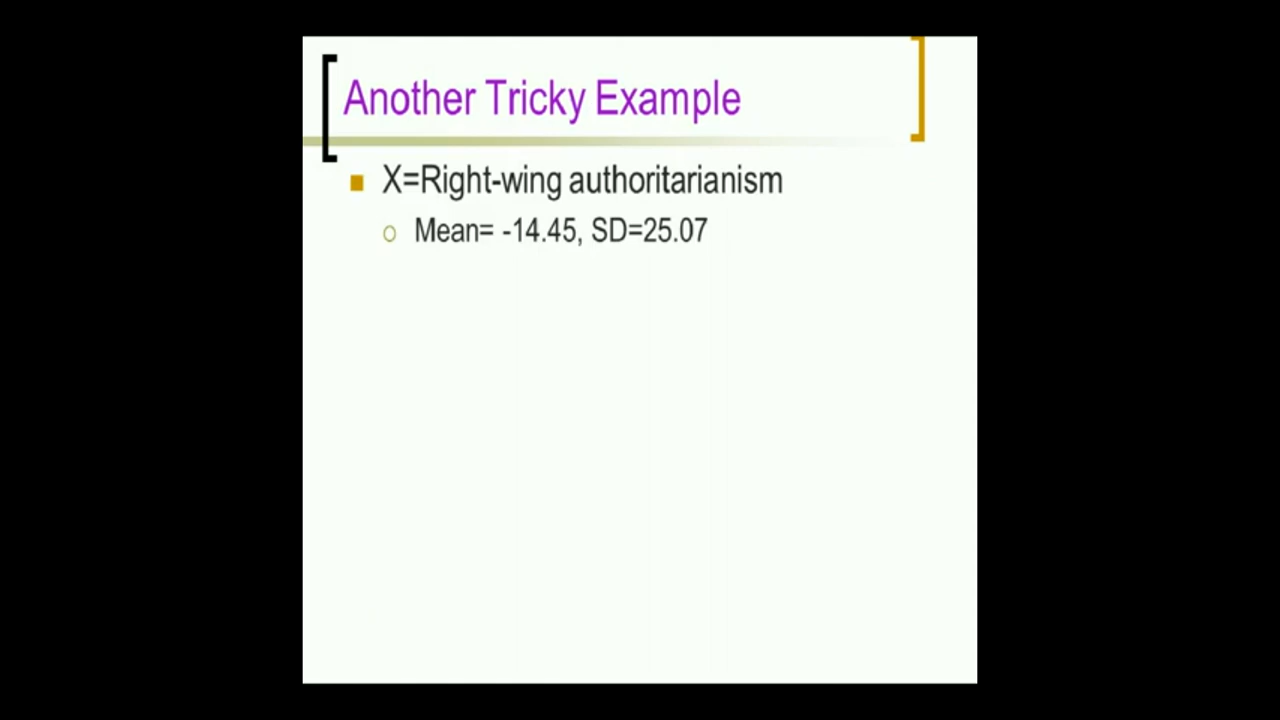 Another Tricky Example
X=Right-wing authoritarianism
Mean= -14.45, SD=25.07